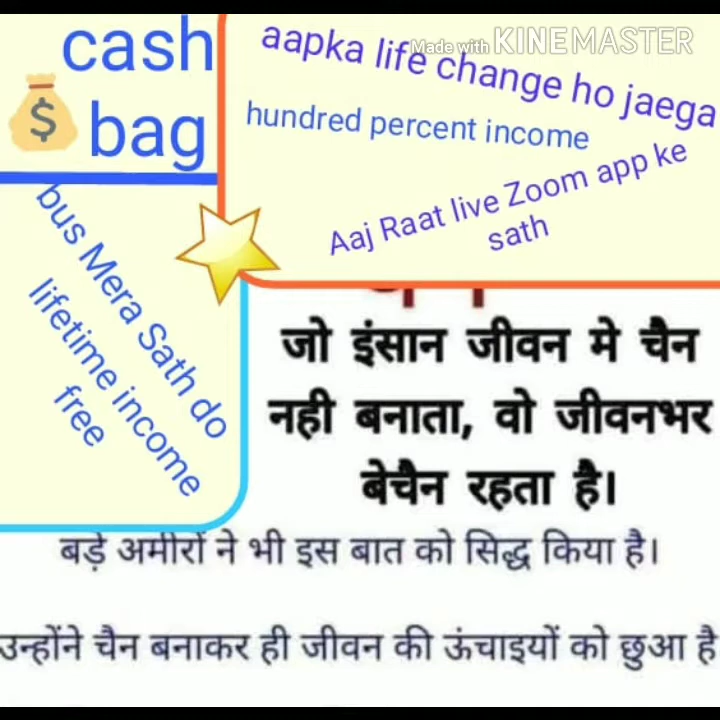 cash
bag
$
Made with KINEMASTER
aapka life change ho jaega
hundred percent income
Aaj Raat live Zoom app ke
sath
bus Mera Sath do
lifetime income
free
जो इंसान जीवन मे चैन
नही बनाता, वो जीवनभर
बेचैन रहता है।
बड़े अमीरों ने भी इस बात को सिद्ध किया है।
उन्होंने चैन बनाकर ही जीवन की ऊंचाइयों को छुआ है